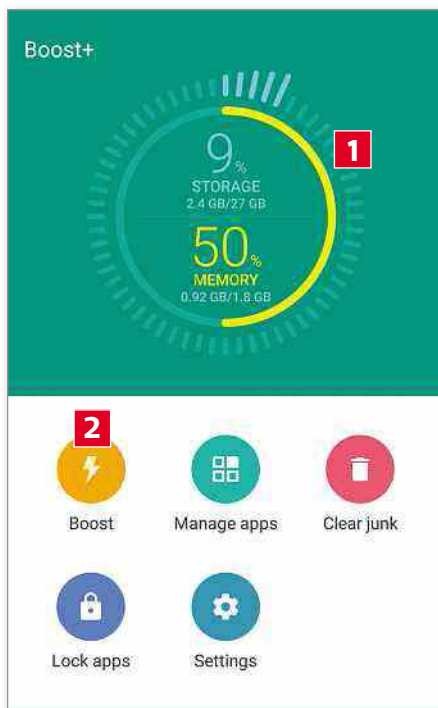 Boost+
1
9%
STORAGE
2.4 GB/27 GB
50%
MEMORY
0.92 GB/1.8 GB
2
Boost
Manage apps
Clear junk
Lock apps
Settings